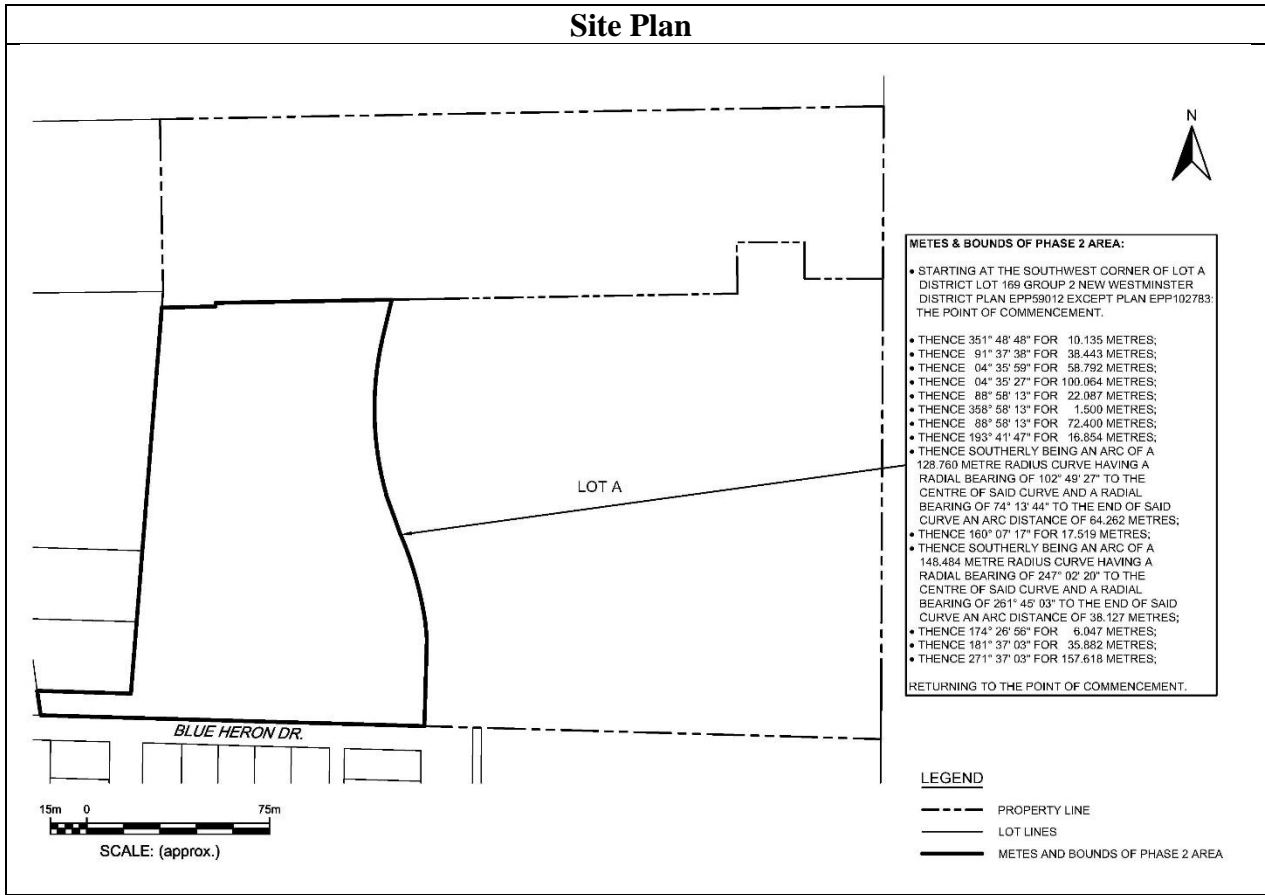 Site Plan
N
METES & BOUNDS OF PHASE 2 AREA:
• STARTING AT THE SOUTHWEST CORNER OF LOT A
DISTRICT LOT 169 GROUP 2 NEW WESTMINSTER
DISTRICT PLAN EPP59012 EXCEPT PLAN EPP102783:
THE POINT OF COMMENCEMENT.
• THENCE 351° 48' 48" FOR 10.135 METRES;
• THENCE 91° 37' 38" FOR 38.443 METRES;
• THENCE 04° 35' 59" FOR 58.792 METRES;
• THENCE 04° 35' 27" FOR 100.064 METRES;
• THENCE 88° 58' 13" FOR 22.087 METRES;
• THENCE 358° 58' 13" FOR 1.500 METRES;
• THENCE 88° 58' 13" FOR 72.400 METRES;
• THENCE 193° 41' 47" FOR 16.854 METRES;
• THENCE SOUTHERLY BEING AN ARC OF A
128.760 METRE RADIUS CURVE HAVING A
RADIAL BEARING OF 102° 49' 27" TO THE
CENTRE OF SAID CURVE AND A RADIAL
BEARING OF 74° 13' 44" TO THE END OF SAID
CURVE AN ARC DISTANCE OF 64.262 METRES;
• THENCE 160° 07' 17" FOR 17.519 METRES;
• THENCE SOUTHERLY BEING AN ARC OF A
148.484 METRE RADIUS CURVE HAVING A
RADIAL BEARING OF 247° 02' 20" TO THE
CENTRE OF SAID CURVE AND A RADIAL
BEARING OF 261° 45' 03" TO THE END OF SAID
CURVE AN ARC DISTANCE OF 38.127 METRES;
• THENCE 174° 26' 56" FOR 6.047 METRES;
• THENCE 181° 37' 03" FOR 35.882 METRES;
• THENCE 271° 37' 03" FOR 157.618 METRES;
RETURNING TO THE POINT OF COMMENCEMENT.
LOT A
BLUE HERON DR.
15m 0 75m
SCALE: (approx.)
LEGEND
PROPERTY LINE
LOT LINES
METES AND BOUNDS OF PHASE 2 AREA